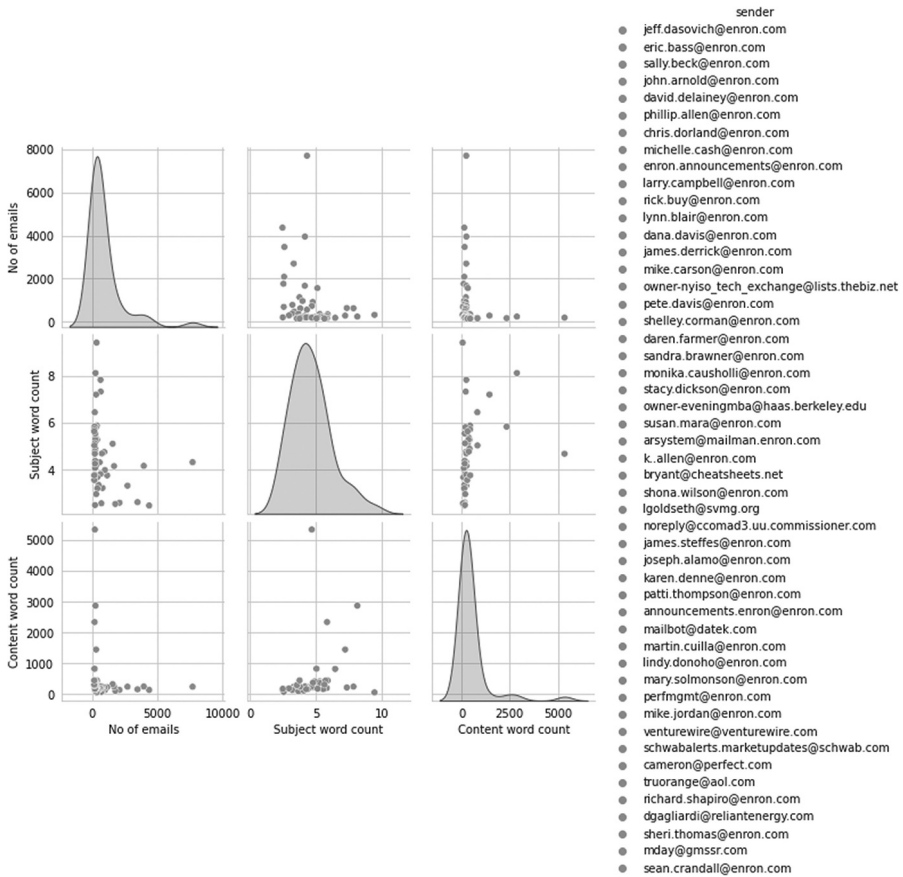 sender
jeff.dasovich@enron.com
eric.bass@enron.com
sally.beck@enron.com
john.arnold@enron.com
david.delainey@enron.com
phillip.allen@enron.com
chris.dorland@enron.com
michelle.cash@enron.com
enron.announcements@enron.com
larry.campbell@enron.com
rick.buy@enron.com
lynn.blair@enron.com
dana.davis@enron.com
james.derrick@enron.com
mike.carson@enron.com
owner-nyiso_tech_exchange@lists.thebiz.net
pete.davis@enron.com
shelley.corman@enron.com
daren.farmer@enron.com
sandra.brawner@enron.com
monika.causholli@enron.com
stacy.dickson@enron.com
owner-eveningmba@haas.berkeley.edu
susan.mara@enron.com
arsystem@mailman.enron.com
k..allen@enron.com
bryant@cheatsheets.net
shona.wilson@enron.com
lgoldseth@svmg.org
noreply@ccomad3.uu.commissioner.com
james.steffes@enron.com
joseph.alamo@enron.com
karen.denne@enron.com
patti.thompson@enron.com
announcements.enron@enron.com
mailbot@datek.com
martin.cuilla@enron.com
lindy.donoho@enron.com
mary.solmonson@enron.com
perfmgmt@enron.com
mike.jordan@enron.com
venturewire@venturewire.com
schwabalerts.marketupdates@schwab.com
cameron@perfect.com
truorange@aol.com
richard.shapiro@enron.com
dgagliardi@reliantenergy.com
sheri.thomas@enron.com
mday@gmssr.com
sean.crandall@enron.com
No of emails
8000
6000
4000
2000
0
Subject word count
8
6
4
Content word count
5000
4000
3000
2000
1000
0
0 5000 10000
No of emails
0 5 10
Subject word count
0 2500 5000
Content word count